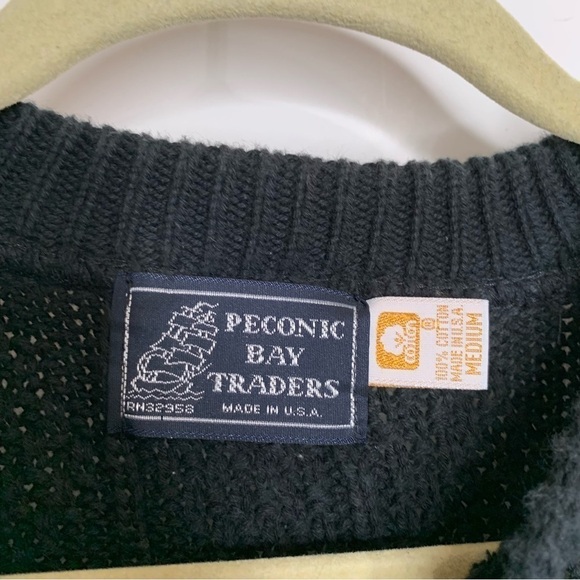 PECONIC
BAY
TRADERS
RN32958
MADE IN U.S.A.
cotton
®
100% COTTON
MADE IN U.S.A.
MEDIUM